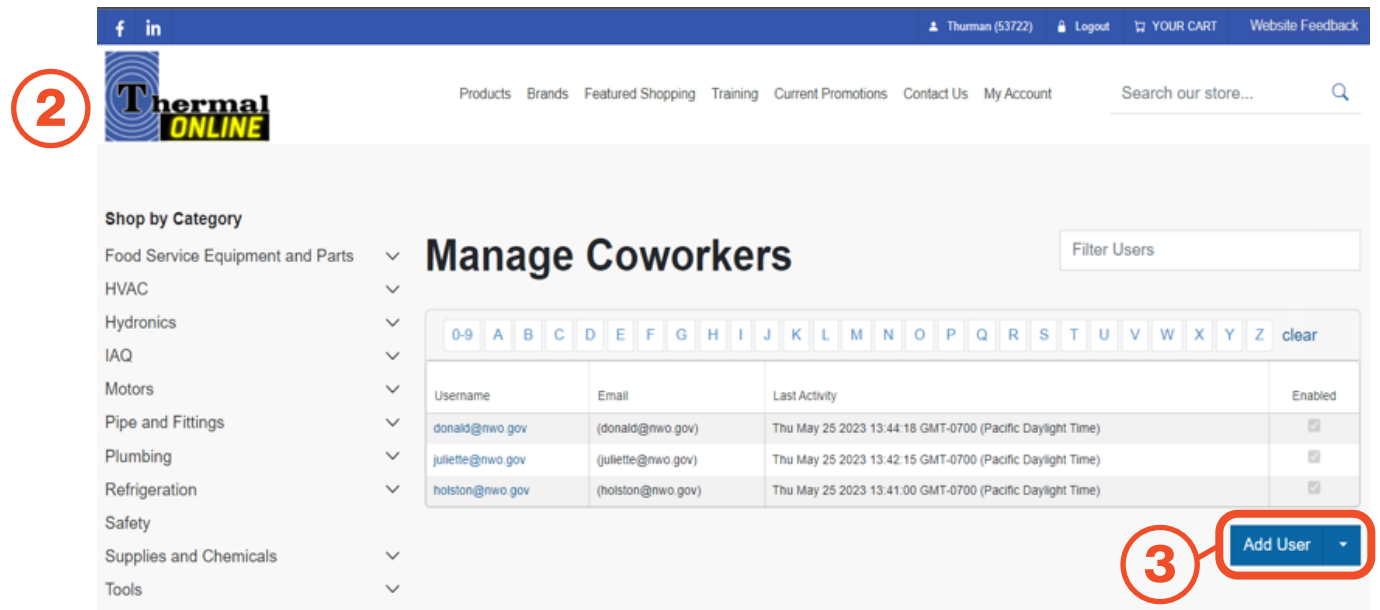 f in Thurman (53722) Logout YOUR CART Website Feedback
2
Thermal
ONLINE
Products Brands Featured Shopping Training Current Promotions Contact Us My Account Search our store...
Shop by Category
Food Service Equipment and Parts
HVAC
Hydronics
IAQ
Motors
Pipe and Fittings
Plumbing
Refrigeration
Safety
Supplies and Chemicals
Tools
Manage Coworkers
Filter Users
0-9 A B C D E F G H I J K L M N O P Q R S T U V W X Y Z clear
Username Email Last Activity Enabled
donald@nwo.gov (donald@nwo.gov) Thu May 25 2023 13:44:18 GMT-0700 (Pacific Daylight Time)
juliette@nwo.gov (juliette@nwo.gov) Thu May 25 2023 13:42:15 GMT-0700 (Pacific Daylight Time)
holston@nwo.gov (holston@nwo.gov) Thu May 25 2023 13:41:00 GMT-0700 (Pacific Daylight Time)
3
Add User